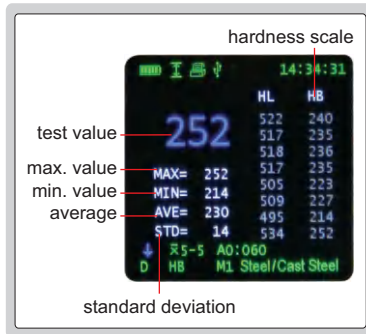 hardness scale
14:34:31
HL HB
test value
252
522 240
517 235
518 236
517 235
505 223
509 227
495 214
534 252
max. value
MAX= 252
min. value
MIN= 214
average
AVE= 230
STD= 14
x̅5-5 A0:060
D HB M1 Steel/Cast Steel
standard deviation